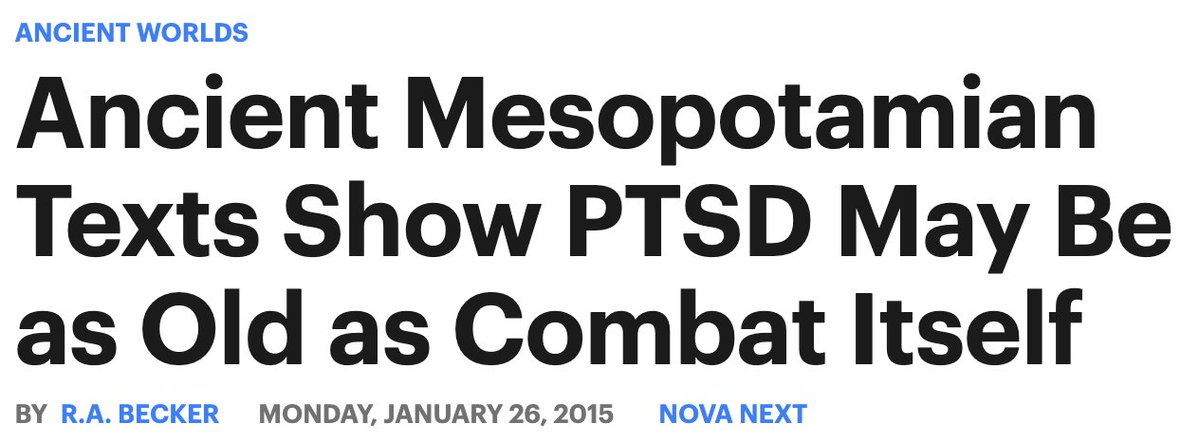 ANCIENT WORLDS
Ancient Mesopotamian
Texts Show PTSD May Be
as Old as Combat Itself
BY R.A. BECKER MONDAY, JANUARY 26, 2015 NOVA NEXT